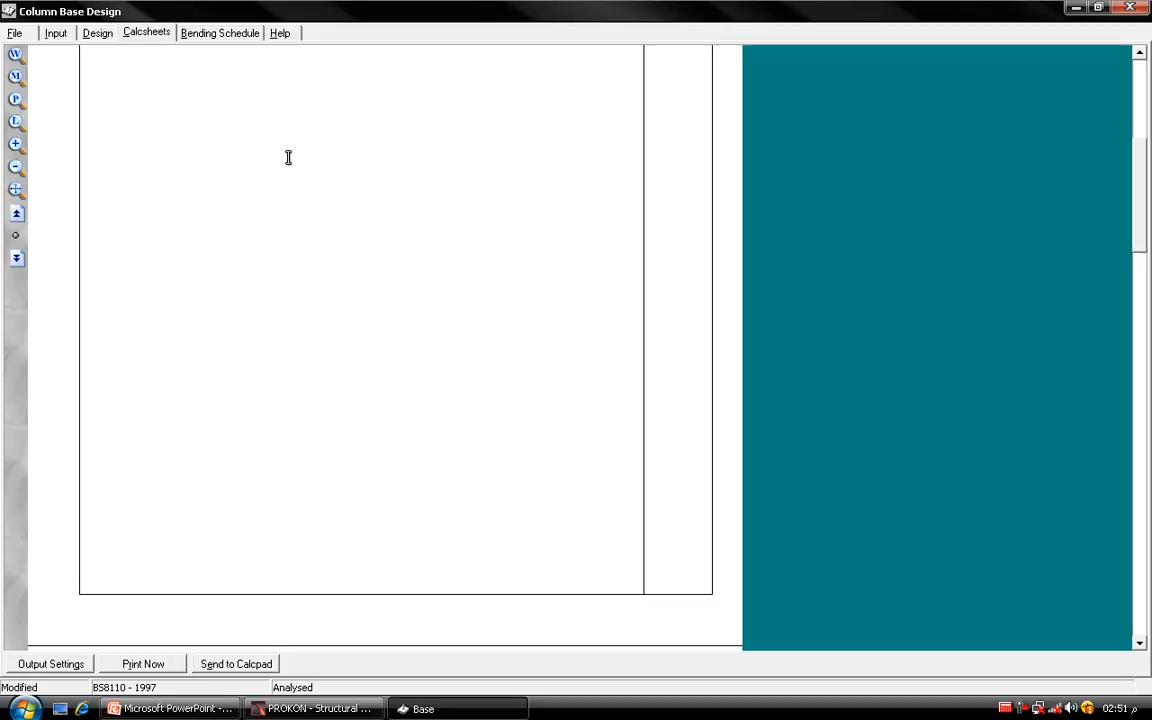 Column Base Design
File Input Design Calcsheets Bending Schedule Help
W
M
P
L
Output Settings Print Now Send to Calcpad
Modified BS8110 - 1997 Analysed
Microsoft PowerPoint -... PROKON - Structural ... Base 02:51 م